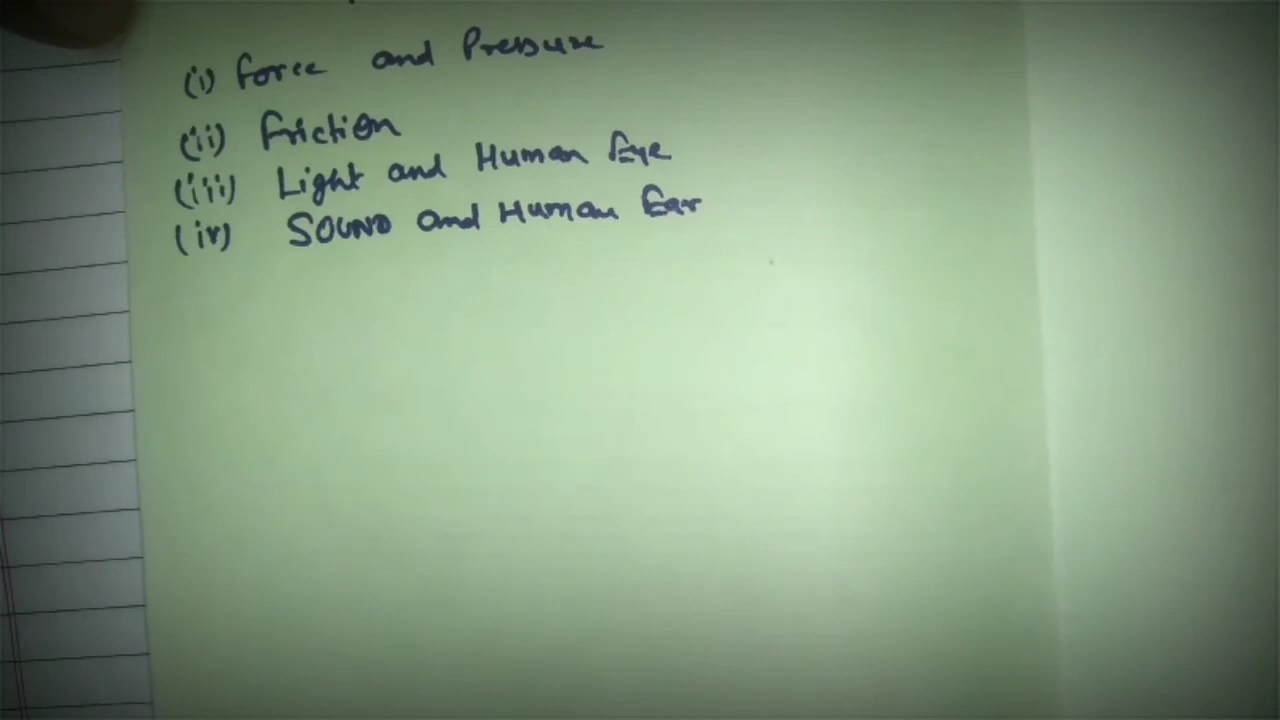 (i) Force and Pressure
(ii) Friction
(iii) Light and Human Eye
(iv) SOUND and Human Ear